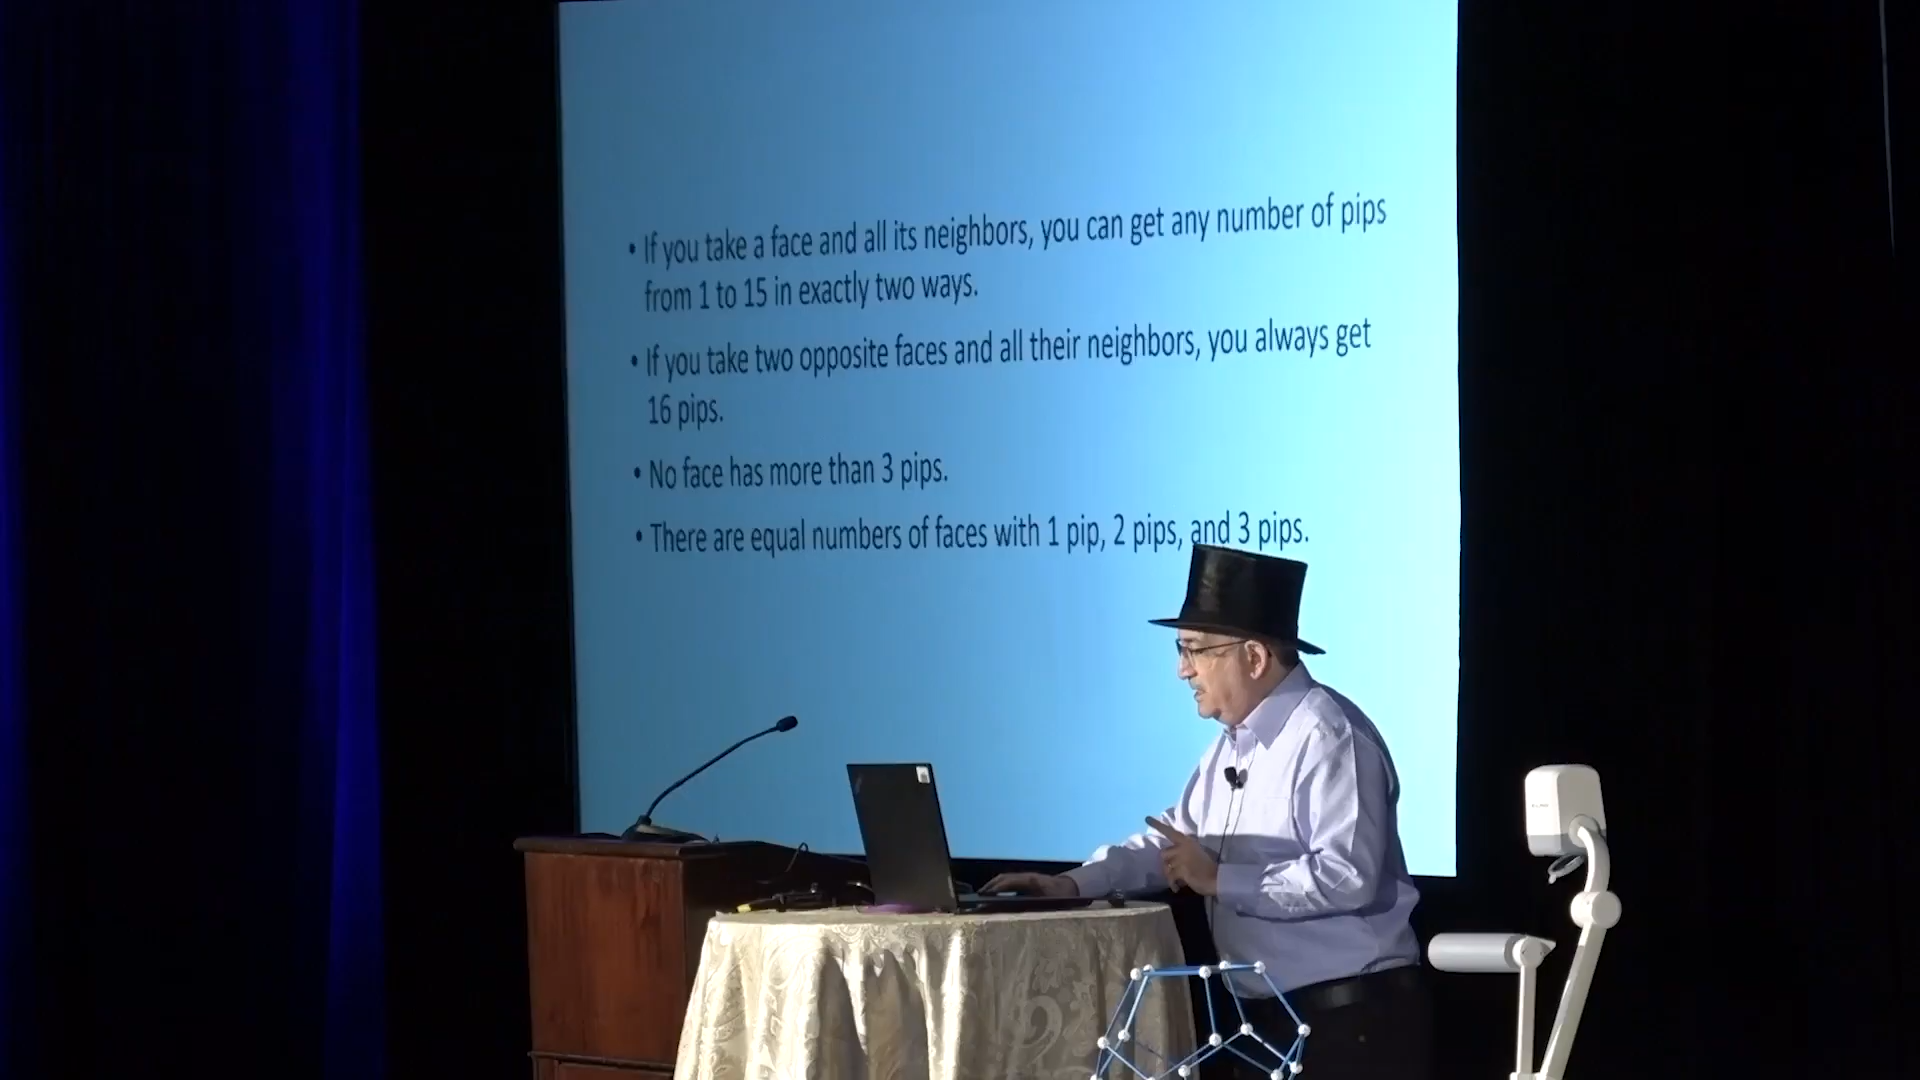 • If you take a face and all its neighbors, you can get any number of pips
from 1 to 15 in exactly two ways.
• If you take two opposite faces and all their neighbors, you always get
16 pips.
• No face has more than 3 pips.
• There are equal numbers of faces with 1 pip, 2 pips, and 3 pips.